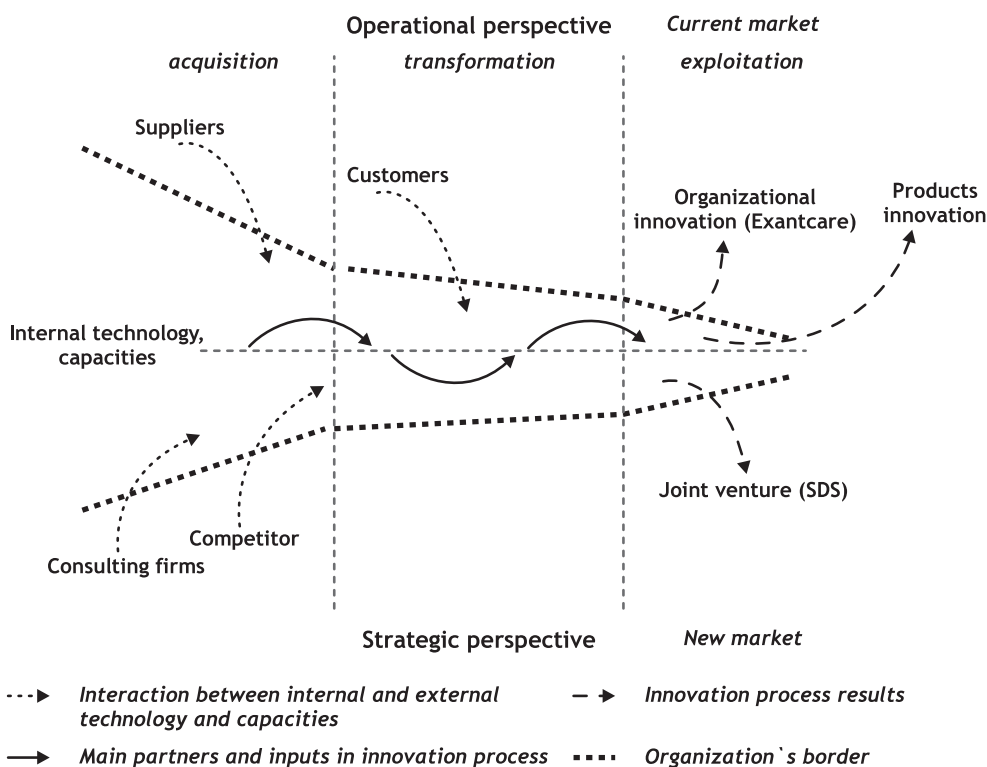 Operational perspective
Current market
acquisition
transformation
exploitation
Suppliers
Customers
Organizational
innovation (Exantcare)
Products
innovation
Internal technology,
capacities
Joint venture (SDS)
Competitor
Consulting firms
Strategic perspective
New market
Interaction between internal and external
technology and capacities
Innovation process results
Main partners and inputs in innovation process
Organization`s border